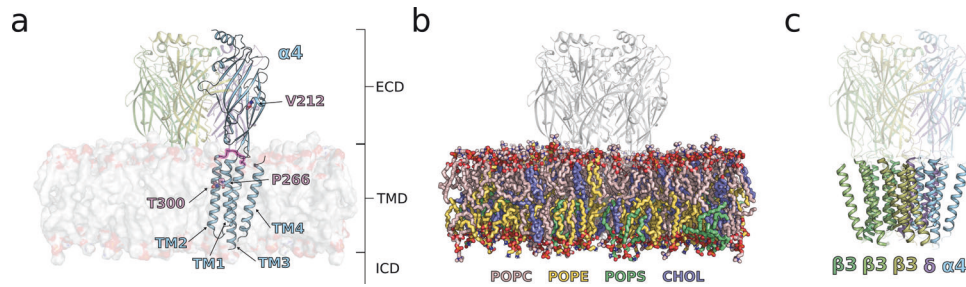 a
α4
V212
P266
T300
TM4
TM2
TM1
TM3
ECD
TMD
ICD
b
POPC POPE POPS CHOL
c
β3 β3 β3 δ α4